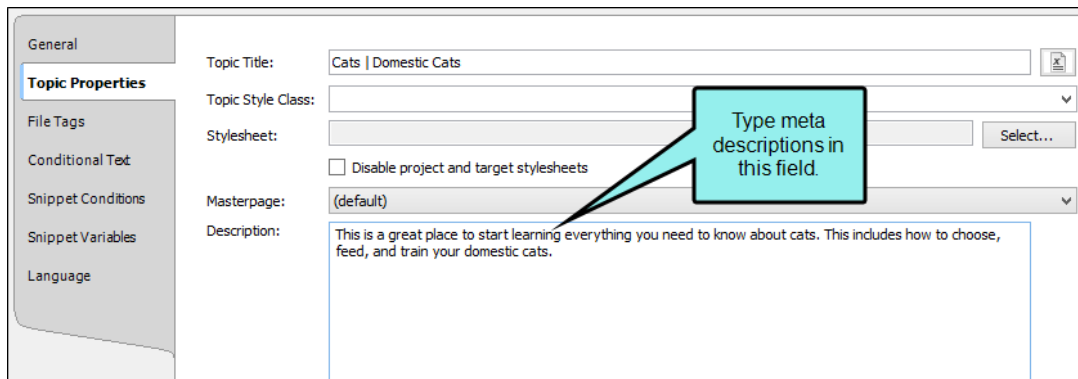 General
Topic Properties
File Tags
Conditional Text
Snippet Conditions
Snippet Variables
Language
Topic Title:
Cats | Domestic Cats
Topic Style Class:
Stylesheet:
Select...
Disable project and target stylesheets
Masterpage:
(default)
Description:
This is a great place to start learning everything you need to know about cats. This includes how to choose,
feed, and train your domestic cats.
Type meta
descriptions in
this field.